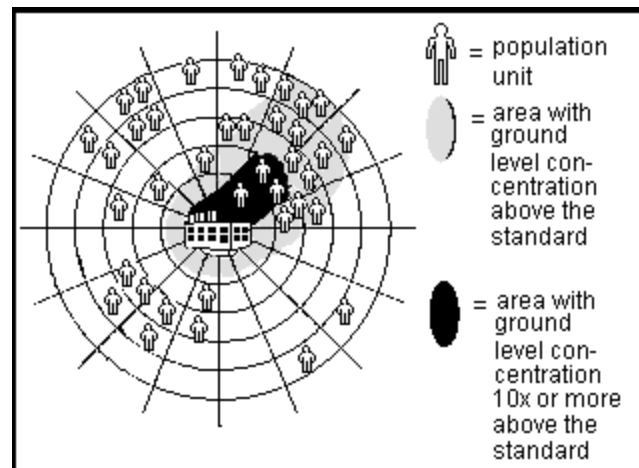 = population
unit
= area with
ground
level con-
centration
above the
standard
= area with
ground
level con-
centration
10x or more
above the
standard